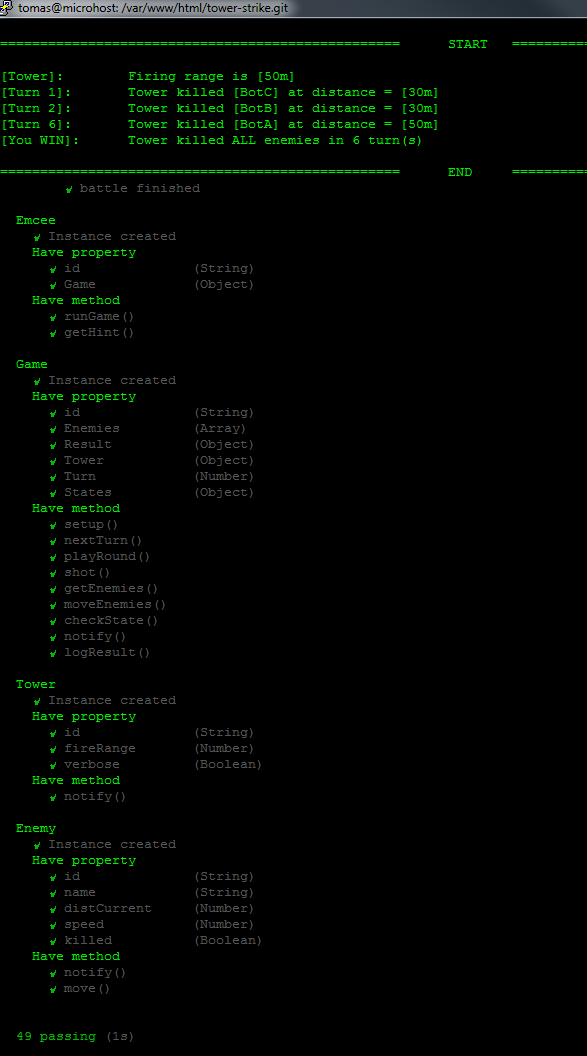 tomas@microhost: /var/www/html/tower-strike.git
================================================== START ==========
[Tower]: Firing range is [50m]
[Turn 1]: Tower killed [BotC] at distance = [30m]
[Turn 2]: Tower killed [BotB] at distance = [30m]
[Turn 6]: Tower killed [BotA] at distance = [50m]
[You WIN]: Tower killed ALL enemies in 6 turn(s)
================================================== END ==========
✓ battle finished
Emcee
✓ Instance created
Have property
✓ id (String)
✓ Game (Object)
Have method
✓ runGame()
✓ getHint()
Game
✓ Instance created
Have property
✓ id (String)
✓ Enemies (Array)
✓ Result (Object)
✓ Tower (Object)
✓ Turn (Number)
✓ States (Object)
Have method
✓ setup()
✓ nextTurn()
✓ playRound()
✓ shot()
✓ getEnemies()
✓ moveEnemies()
✓ checkState()
✓ notify()
✓ logResult()
Tower
✓ Instance created
Have property
✓ id (String)
✓ fireRange (Number)
✓ verbose (Boolean)
Have method
✓ notify()
Enemy
✓ Instance created
Have property
✓ id (String)
✓ name (String)
✓ distCurrent (Number)
✓ speed (Number)
✓ killed (Boolean)
Have method
✓ notify()
✓ move()
49 passing (1s)